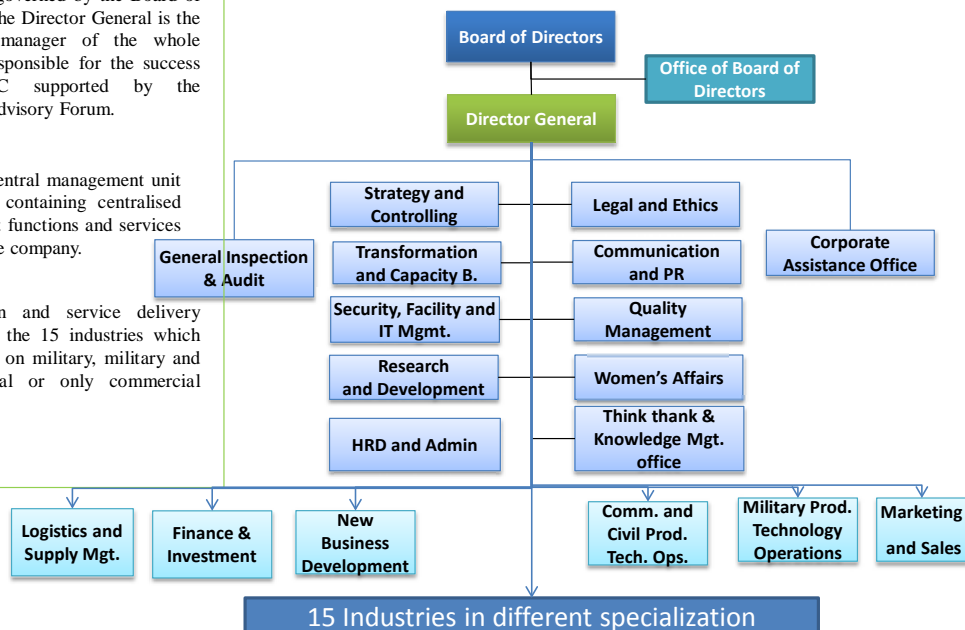 governed by the Board of
he Director General is the
manager of the whole
sponsible for the success
C supported by the
dvisory Forum.
entral management unit
containing centralised
t functions and services
e company.
n and service delivery
the 15 industries which
on military, military and
al or only commercial
Board of Directors
Office of Board of
Directors
Director General
Strategy and
Controlling
Legal and Ethics
General Inspection
& Audit
Transformation
and Capacity B.
Communication
and PR
Corporate
Assistance Office
Security, Facility and
IT Mgmt.
Quality
Management
Research
and Development
Women's Affairs
HRD and Admin
Think thank &
Knowledge Mgt.
office
Logistics and
Supply Mgt.
Finance &
Investment
New
Business
Development
Comm. and
Civil Prod.
Tech. Ops.
Military Prod.
Technology
Operations
Marketing
and Sales
15 Industries in different specialization